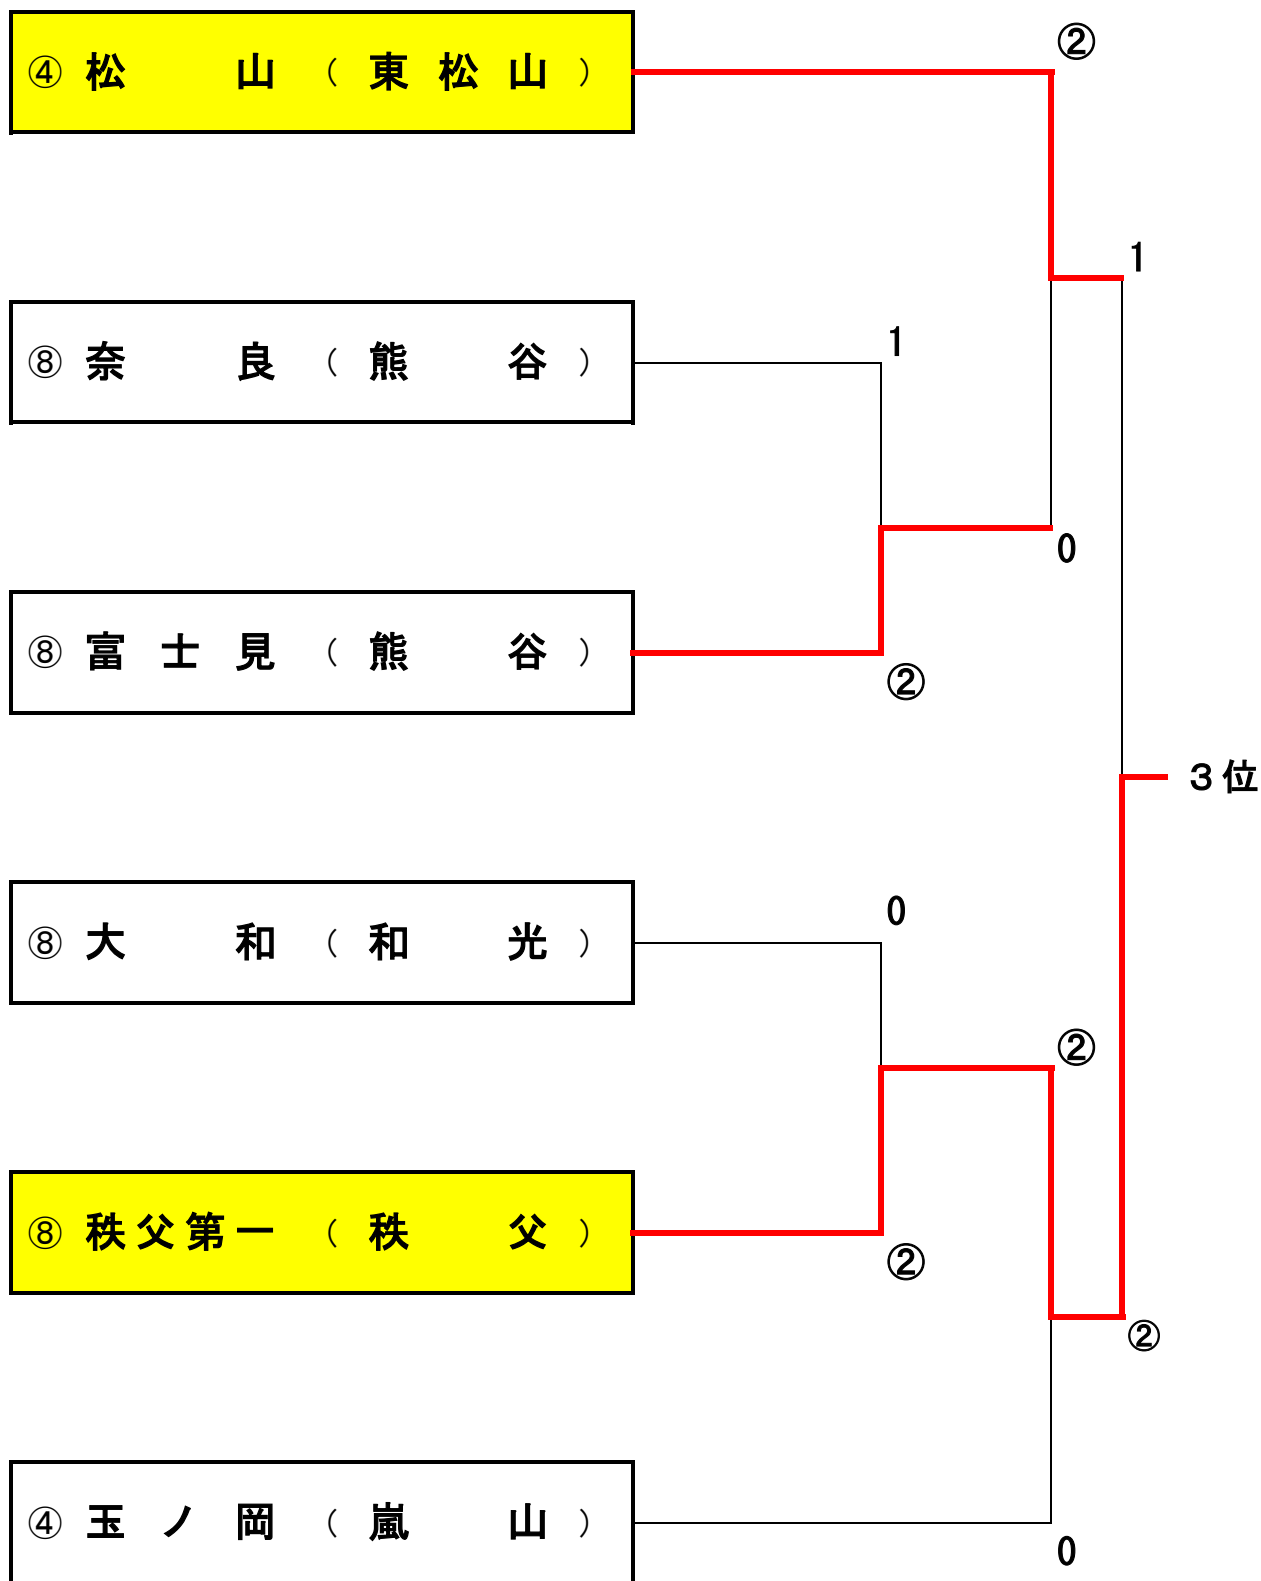 ②
④ 松山（東松山）
1
1
⑧ 奈良（熊谷）
0
⑧ 富士見（熊谷）
②
３位
0
⑧ 大和（和光）
②
⑧ 秩父第一（秩父）
②
②
④ 玉ノ岡（嵐山）
0